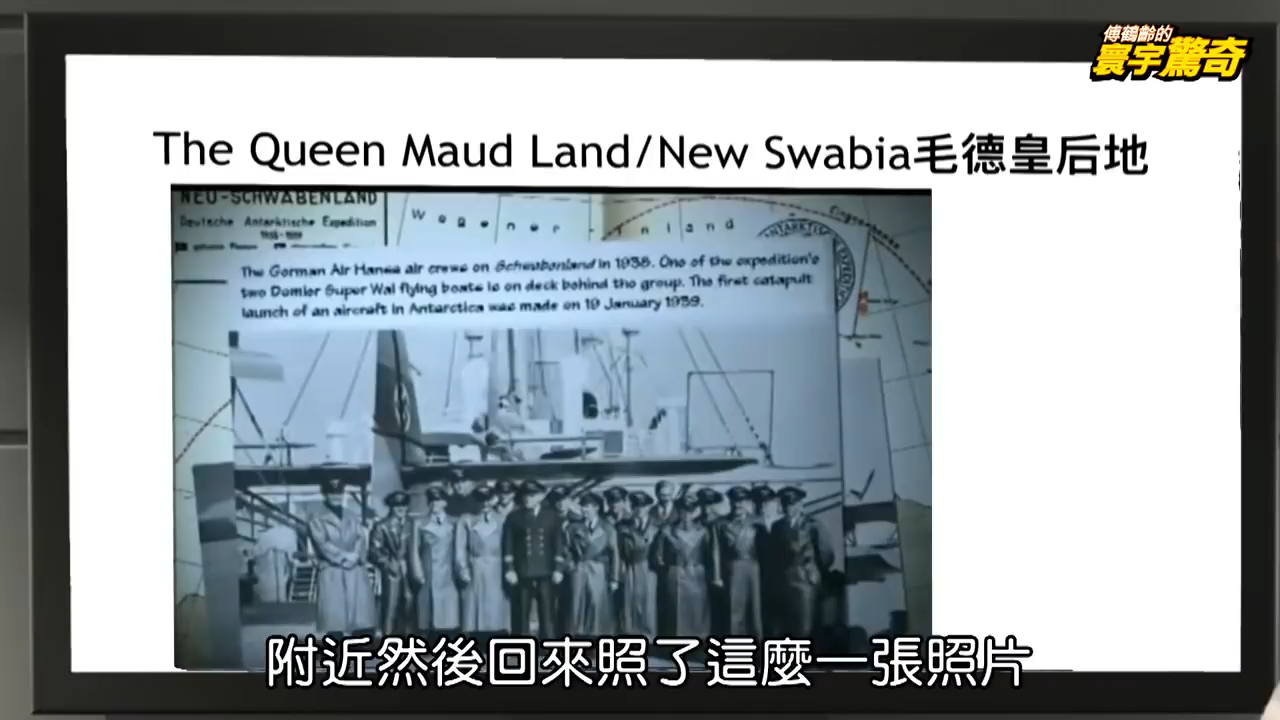 傅鶴齡的
寰宇驚奇
The Queen Maud Land/New Swabia毛德皇后地
NEU-SCHWABENLAND
Deutsche Antarktische Expedition
1938-1939
Wegener-Inland
The German Air Hansa air crews on Schwabenland in 1938. One of the expedition's
two Dornier Super Wal flying boats is on deck behind the group. The first catapult
launch of an aircraft in Antarctica was made on 19 January 1939.
附近然後回來照了這麼一張照片